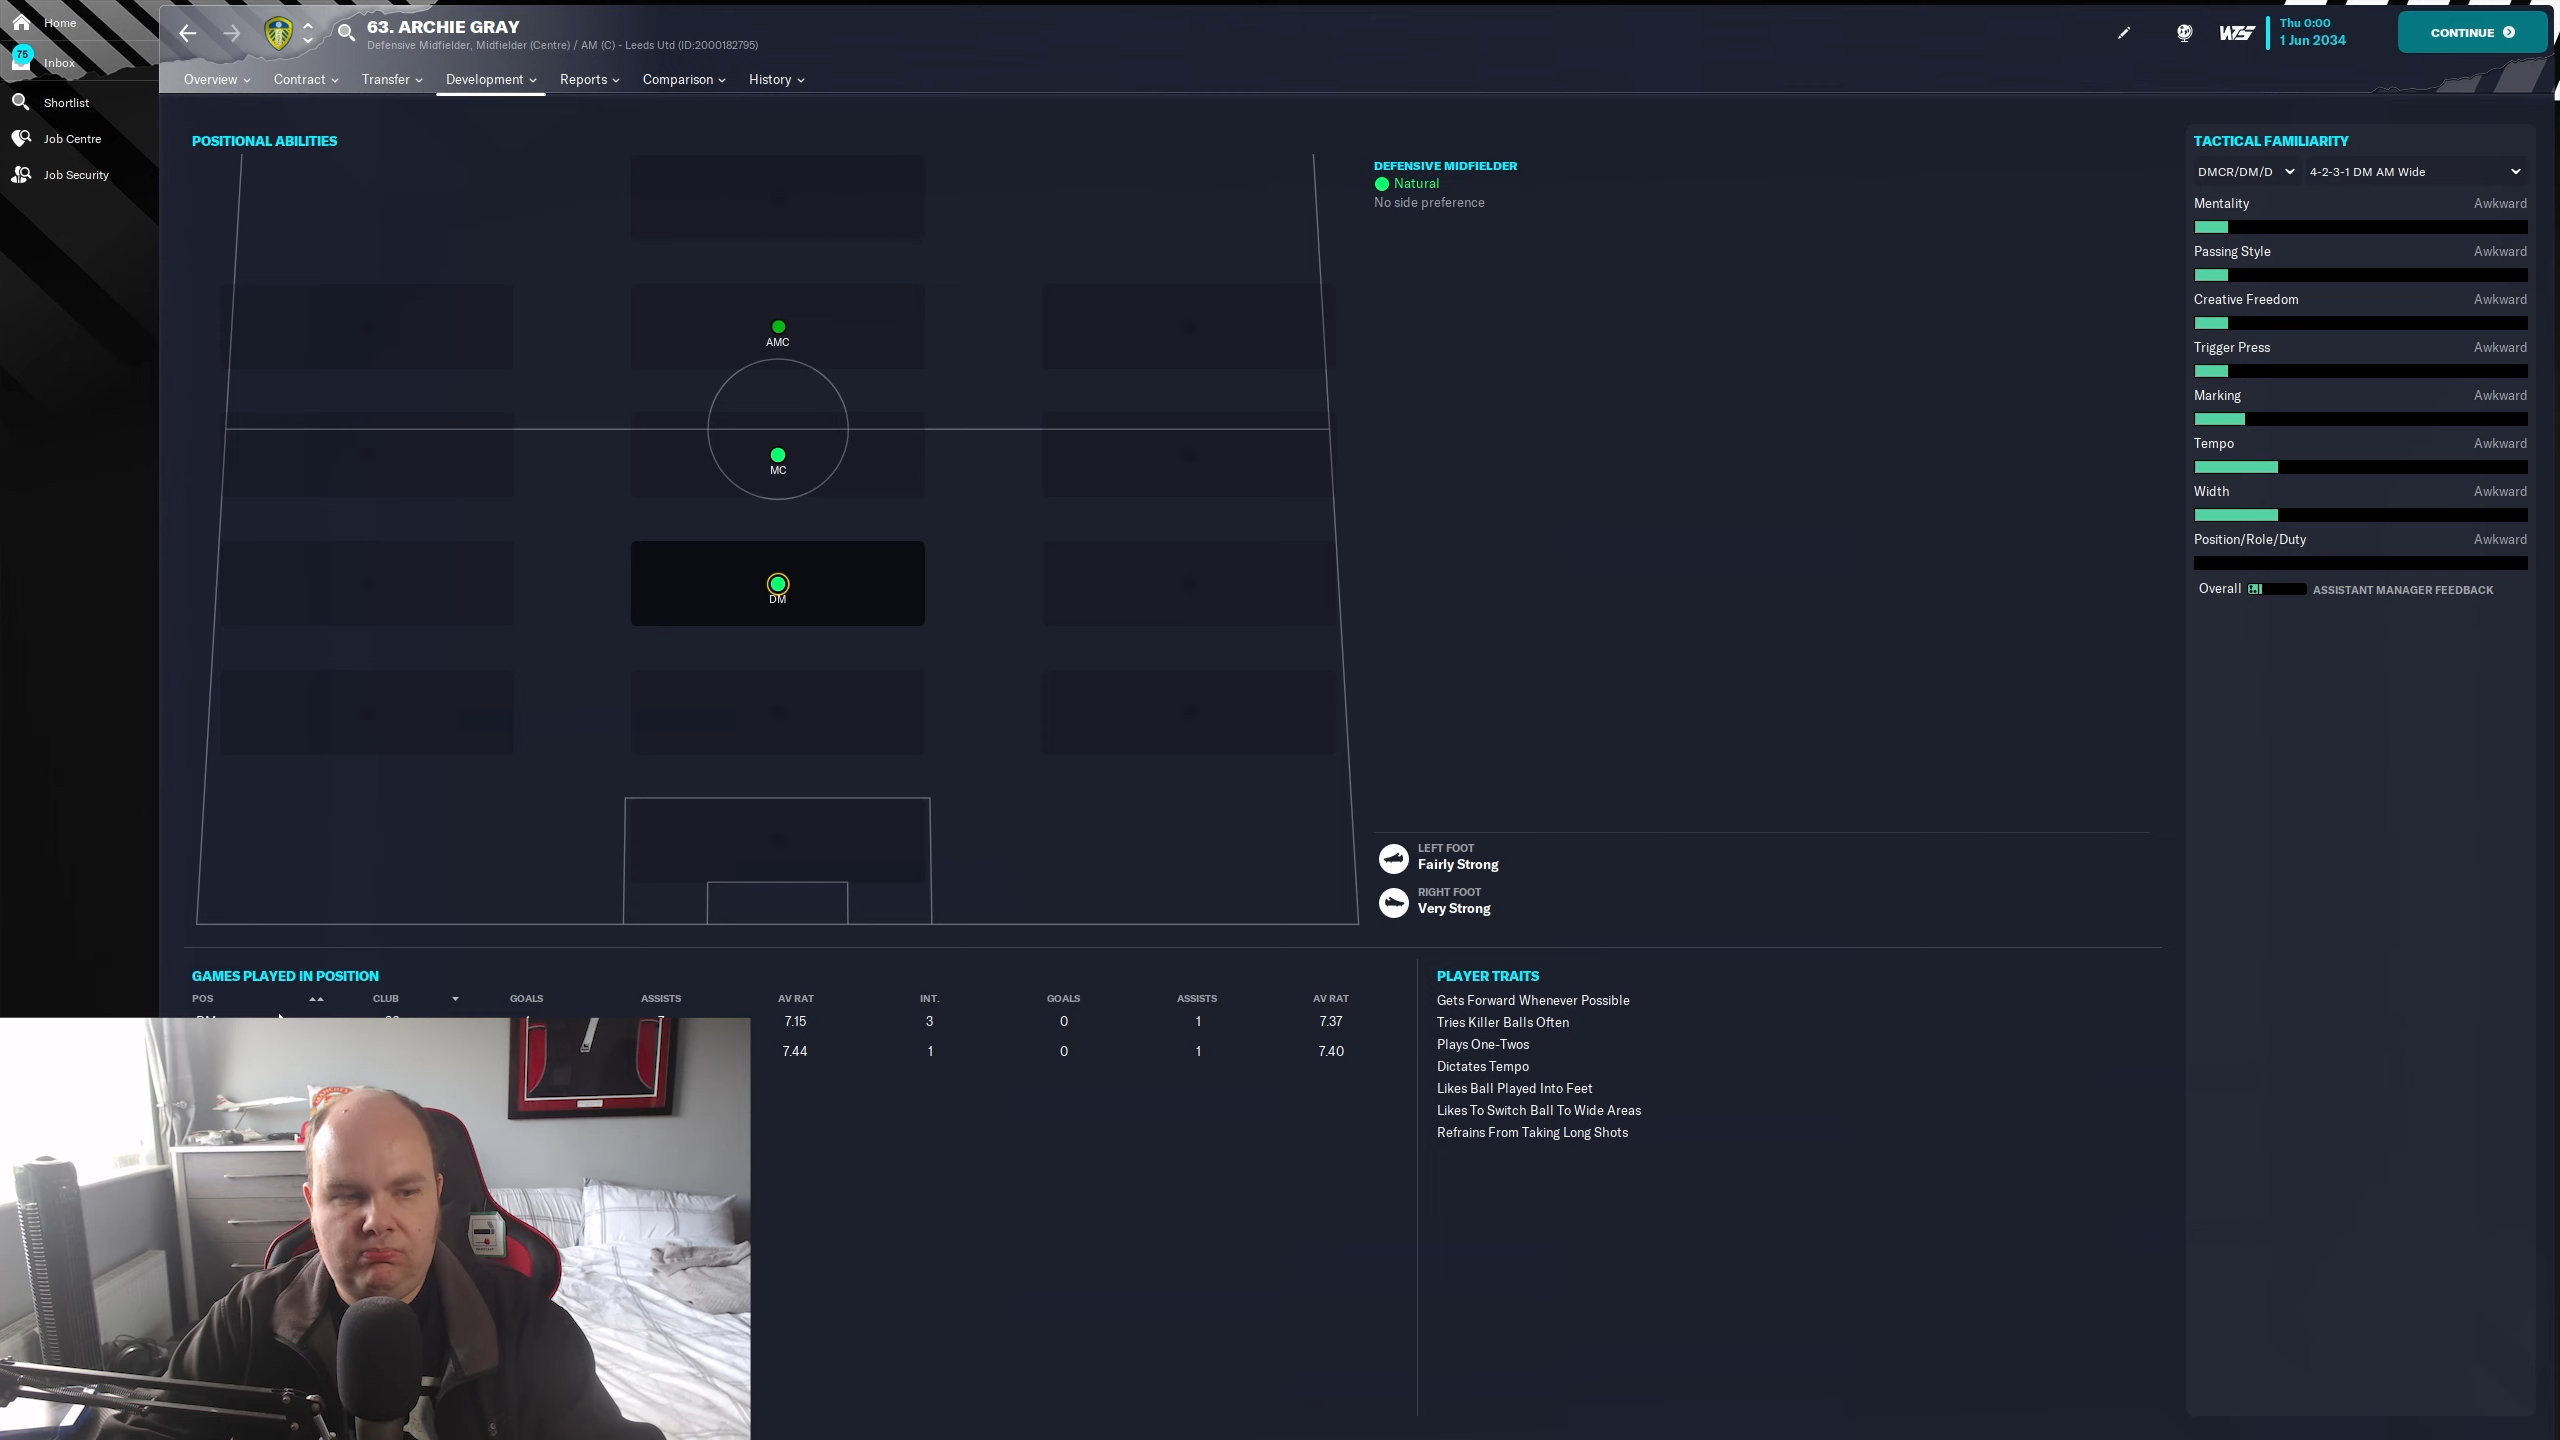 Home
75
Inbox
Shortlist
Job Centre
Job Security
63. ARCHIE GRAY
Defensive Midfielder, Midfielder (Centre) / AM (C) - Leeds Utd (ID:2000182795)
Thu 0:00
1 Jun 2034
CONTINUE
Overview
Contract
Transfer
Development
Reports
Comparison
History
POSITIONAL ABILITIES
AMC
MC
DM
DEFENSIVE MIDFIELDER
Natural
No side preference
LEFT FOOT
Fairly Strong
RIGHT FOOT
Very Strong
TACTICAL FAMILIARITY
DMCR/DM/D 4-2-3-1 DM AM Wide
Mentality Awkward
Passing Style Awkward
Creative Freedom Awkward
Trigger Press Awkward
Marking Awkward
Tempo Awkward
Width Awkward
Position/Role/Duty Awkward
Overall ASSISTANT MANAGER FEEDBACK
GAMES PLAYED IN POSITION
POS CLUB GOALS ASSISTS AV RAT INT. GOALS ASSISTS AV RAT
7.15 3 0 1 7.37
7.44 1 0 1 7.40
PLAYER TRAITS
Gets Forward Whenever Possible
Tries Killer Balls Often
Plays One-Twos
Dictates Tempo
Likes Ball Played Into Feet
Likes To Switch Ball To Wide Areas
Refrains From Taking Long Shots